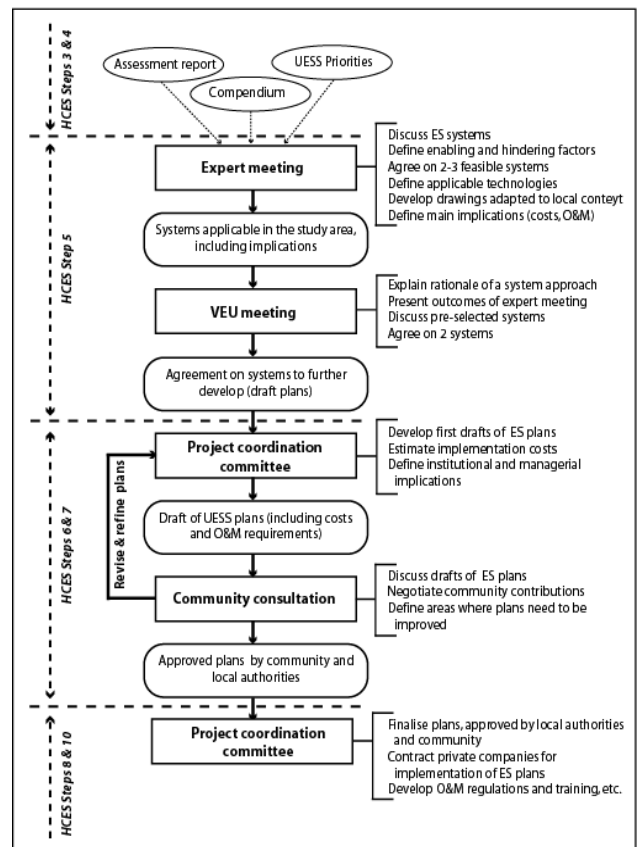 HCES Steps 3 & 4
Assessment report
UESS Priorities
Compendium
HCES Step 5
Expert meeting
Discuss ES systems
Define enabling and hindering factors
Agree on 2-3 feasible systems
Define applicable technologies
Develop drawings adapted to local conteyt
Define main implications (costs, O&M)
Systems applicable in the study area,
including implications
VEU meeting
Explain rationale of a system approach
Present outcomes of expert meeting
Discuss pre-selected systems
Agree on 2 systems
Agreement on systems to further
develop (draft plans)
HCES Steps 6 & 7
Project coordination
committee
Develop first drafts of ES plans
Estimate implementation costs
Define institutional and managerial
implications
Revise & refine plans
Draft of UESS plans (including costs
and O&M requirements)
Community consultation
Discuss drafts of ES plans
Negotiate community contributions
Define areas where plans need to be
improved
Approved plans by community and
local authorities
HCES Steps 8 & 10
Project coordination
committee
Finalise plans, approved by local authorities
and community
Contract private companies for
implementation of ES plans
Develop O&M regulations and training, etc.